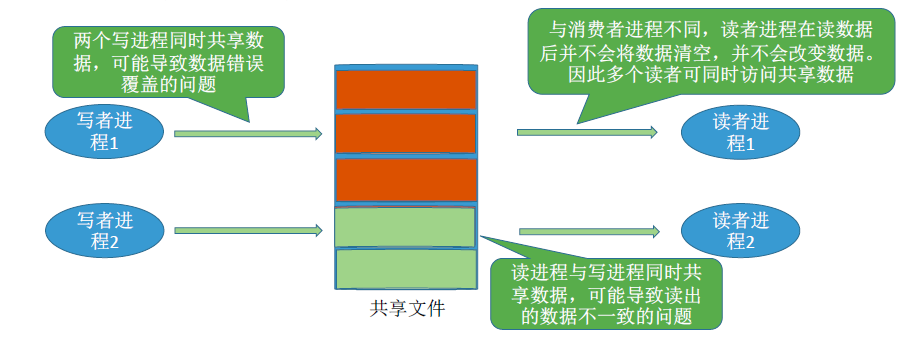 两个写进程同时共享数
据，可能导致数据错误
覆盖的问题
与消费者进程不同，读者进程在读数据
后并不会将数据清空，并不会改变数据。
因此多个读者可同时访问共享数据
写者进
程1
读者进
程1
写者进
程2
读者进
程2
读进程与写进程同时共
享数据，可能导致读出
的数据不一致的问题
共享文件